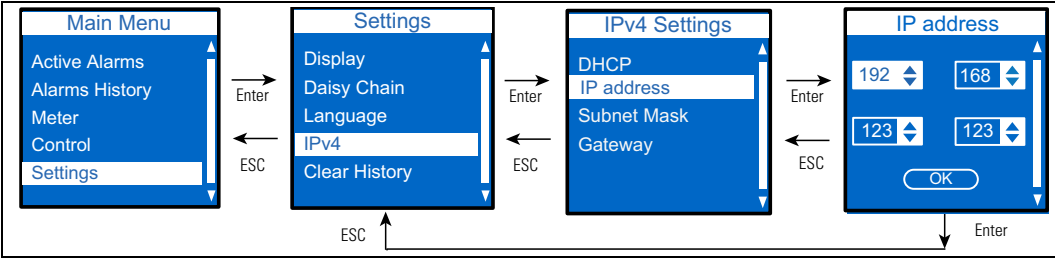 Main Menu
Active Alarms
Alarms History
Meter
Control
Settings
Enter
ESC
Settings
Display
Daisy Chain
Language
IPv4
Clear History
Enter
ESC
IPv4 Settings
DHCP
IP address
Subnet Mask
Gateway
Enter
ESC
IP address
192 168
123 123
OK
ESC
Enter